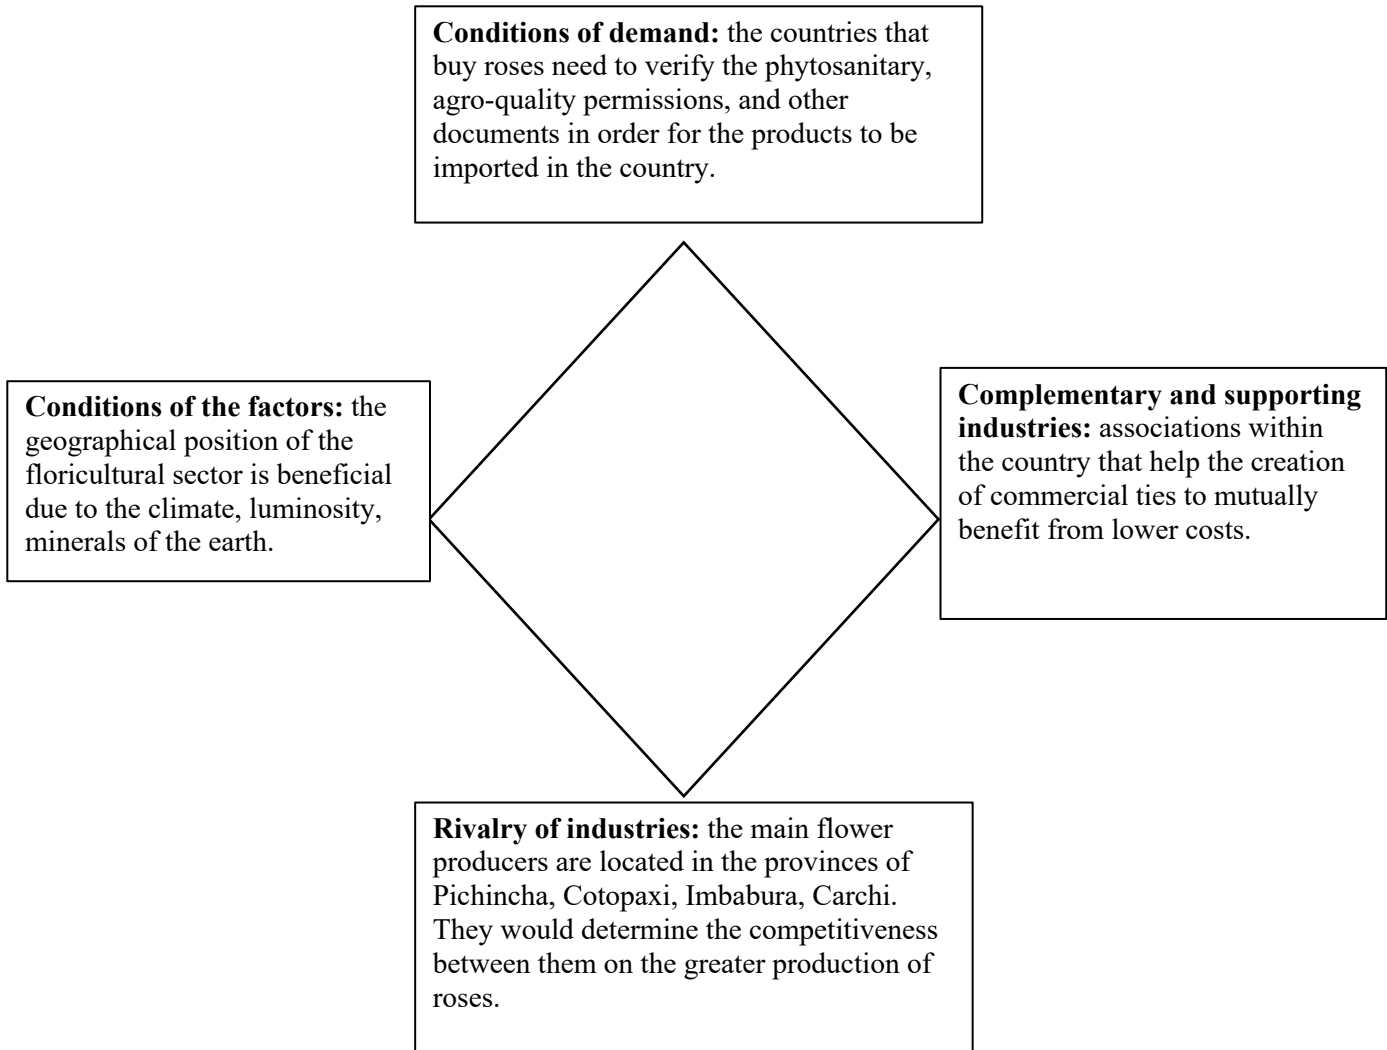 Conditions of demand: the countries that
buy roses need to verify the phytosanitary,
agro-quality permissions, and other
documents in order for the products to be
imported in the country.
Conditions of the factors: the
geographical position of the
floricultural sector is beneficial
due to the climate, luminosity,
minerals of the earth.
Complementary and supporting
industries: associations within
the country that help the creation
of commercial ties to mutually
benefit from lower costs.
Rivalry of industries: the main flower
producers are located in the provinces of
Pichincha, Cotopaxi, Imbabura, Carchi.
They would determine the competitiveness
between them on the greater production of
roses.